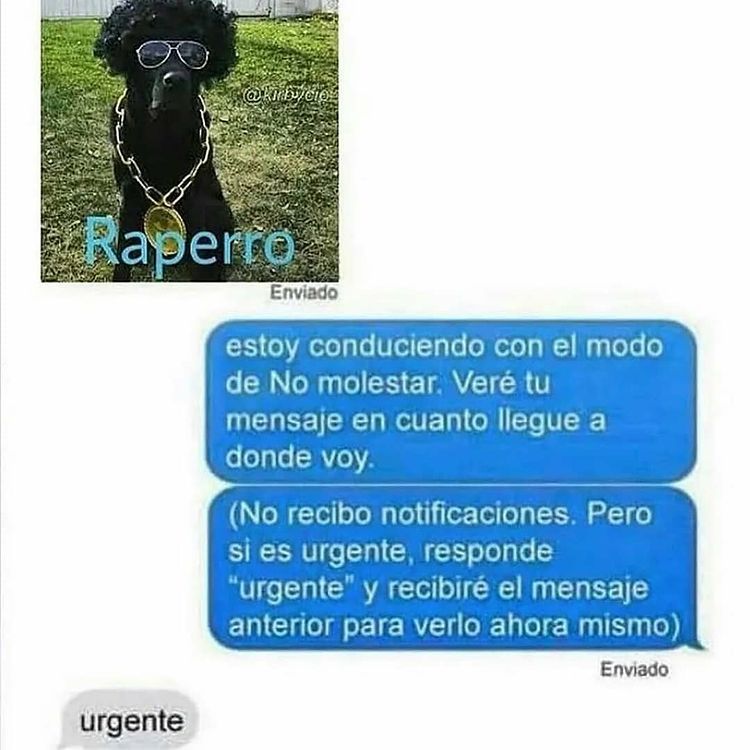 @kirbycie
Raperro
Enviado
estoy conduciendo con el modo
de No molestar. Veré tu
mensaje en cuanto llegue a
donde voy.
(No recibo notificaciones. Pero
si es urgente, responde
“urgente” y recibiré el mensaje
anterior para verlo ahora mismo)
Enviado
urgente